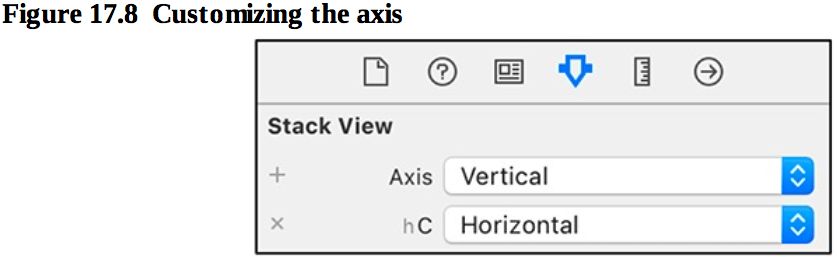 Figure 17.8 Customizing the axis
Stack View
+ Axis Vertical
× hC Horizontal